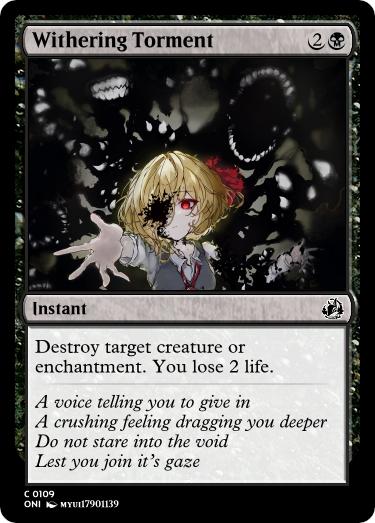 Withering Torment 2
Instant
Destroy target creature or
enchantment. You lose 2 life.
A voice telling you to give in
A crushing feeling dragging you deeper
Do not stare into the void
Lest you join it's gaze
C 0109
ONI MYUI17901139